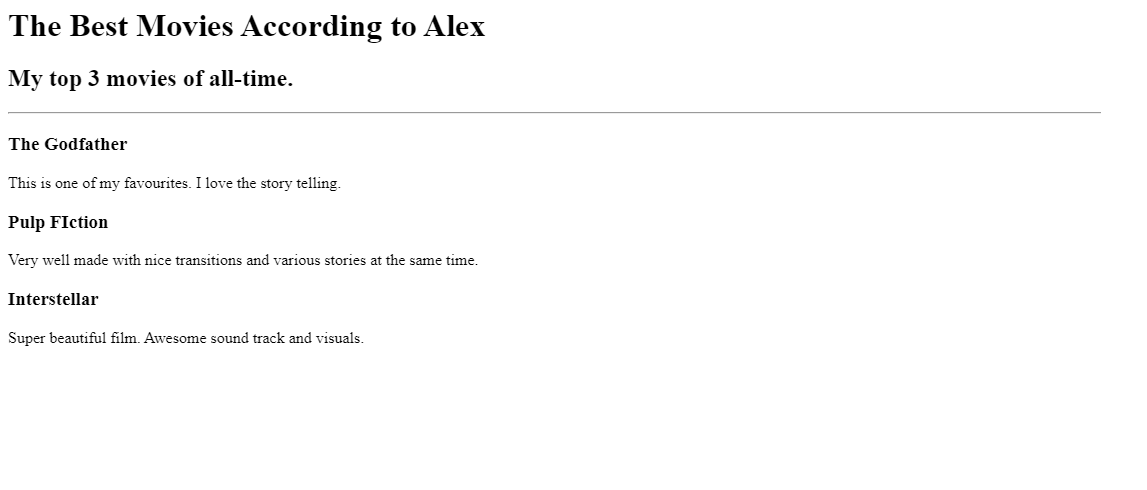 The Best Movies According to Alex
My top 3 movies of all-time.
The Godfather
This is one of my favourites. I love the story telling.
Pulp FIction
Very well made with nice transitions and various stories at the same time.
Interstellar
Super beautiful film. Awesome sound track and visuals.